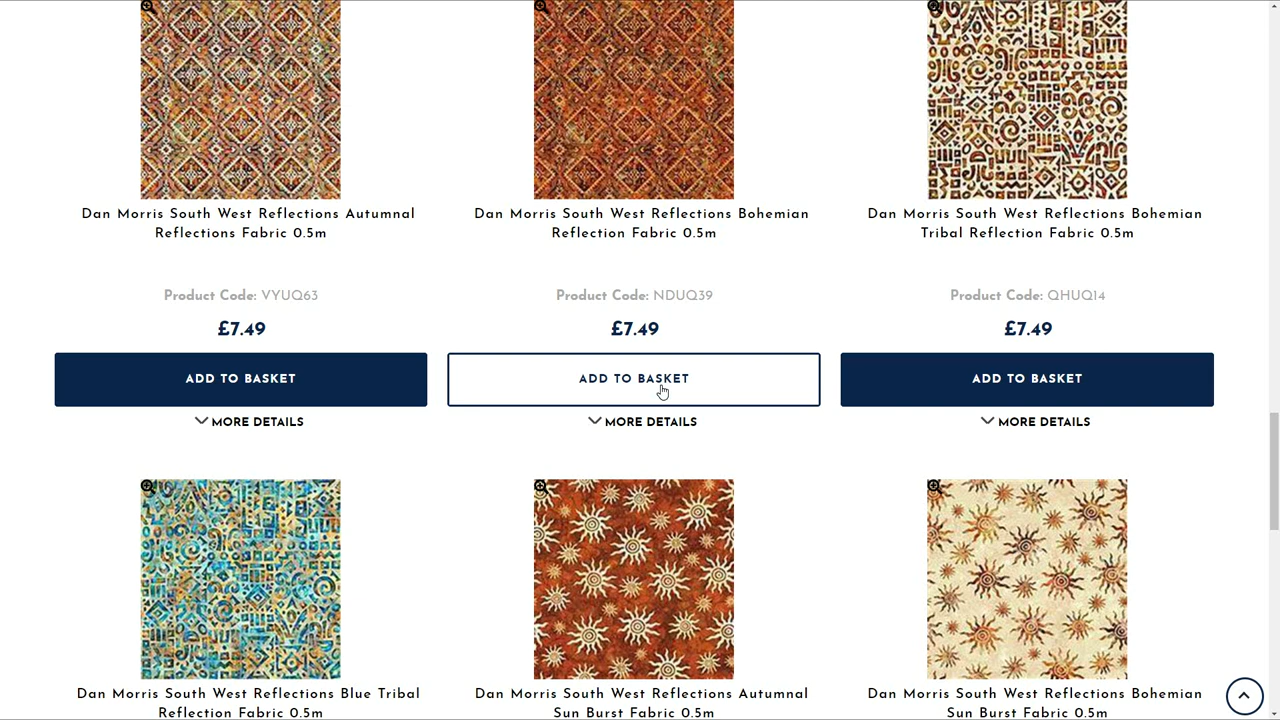 Dan Morris South West Reflections Autumnal
Reflections Fabric 0.5m
Dan Morris South West Reflections Bohemian
Reflection Fabric 0.5m
Dan Morris South West Reflections Bohemian
Tribal Reflection Fabric 0.5m
Product Code: VYUQ63
Product Code: NDUQ39
Product Code: QHUQ14
£7.49
£7.49
£7.49
ADD TO BASKET
ADD TO BASKET
ADD TO BASKET
MORE DETAILS
MORE DETAILS
MORE DETAILS
Dan Morris South West Reflections Blue Tribal
Reflection Fabric 0.5m
Dan Morris South West Reflections Autumnal
Sun Burst Fabric 0.5m
Dan Morris South West Reflections Bohemian
Sun Burst Fabric 0.5m